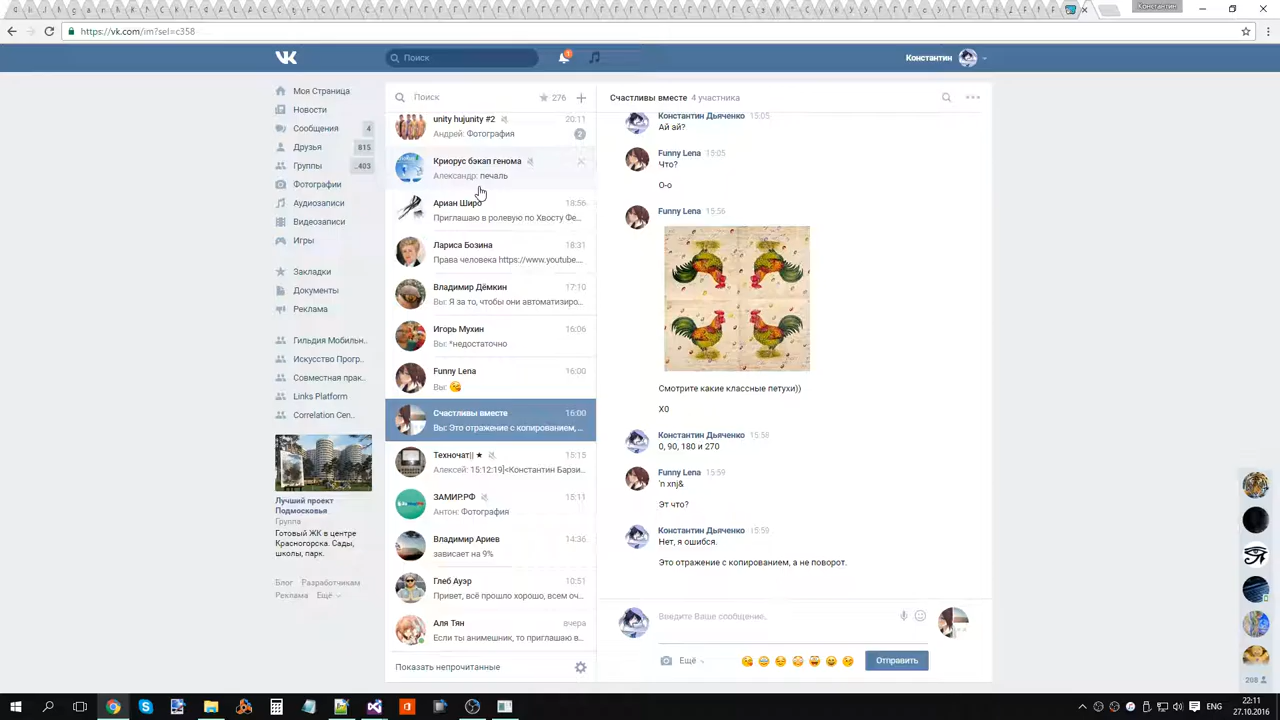 Константин
https://vk.com/im?sel=c358
Поиск
1
Константин
Моя Страница
Новости
Сообщения 4
Друзья 815
Группы ..403
Фотографии
Аудиозаписи
Видеозаписи
Игры
Закладки
Документы
Реклама
Гильдия Мобильн..
Искусство Прогр..
Совместная прак..
Links Platform
Correlation Cen..
Лучший проект
Подмосковья
Группа
Готовый ЖК в центре
Красногорска. Сады,
школы, парк.
Блог Разработчикам
Реклама Ещё
Поиск 276
unity hujunity #2 20:11
Андрей: Фотография 2
Криорус бэкап генома
Александр: печаль
Ариан Широ 18:56
Приглашаю в ролевую по Хвосту Фе...
Лариса Бозина 18:31
Права человека https://www.youtube....
Владимир Дёмкин 17:10
Вы: Я за то, чтобы они автоматизиро...
Игорь Мухин 16:06
Вы: *недостаточно
Funny Lena 16:00
Вы: 😘
Счастливы вместе 16:00
Вы: Это отражение с копированием, ...
Техночат|| ★ 15:15
Алексей: 15:12:19]<Константин Барзи...
ЗАМИР.РФ 15:11
Антон: Фотография
Владимир Ариев 14:36
зависает на 9%
Глеб Ауэр 10:51
Привет, всё прошло хорошо, всем оч...
Аля Тян вчера
Если ты анимешник, то приглашаю в...
Показать непрочитанные
Счастливы вместе 4 участника
Константин Дьяченко 15:05
Ай ай?
Funny Lena 15:05
Что?
О-о
Funny Lena 15:56
Смотрите какие классные петухи))
Х0
Константин Дьяченко 15:58
0, 90, 180 и 270
Funny Lena 15:59
'n xnj&
Эт что?
Константин Дьяченко 15:59
Нет, я ошибся.
Это отражение с копированием, а не поворот.
Введите Ваше сообщение..
Ещё
Отправить
208
ENG
22:11
27.10.2016